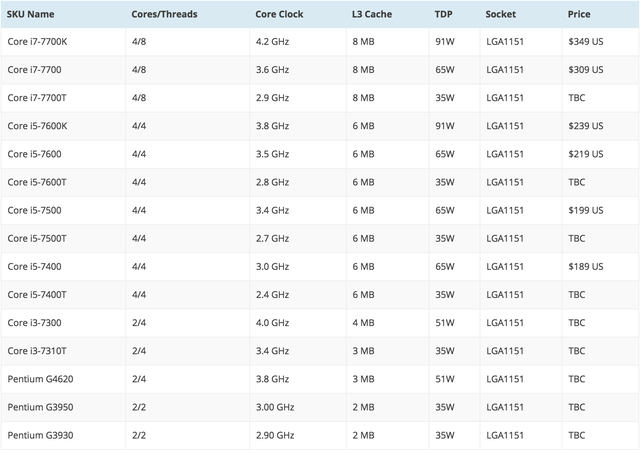 SKU Name Cores/Threads Core Clock L3 Cache TDP Socket Price
Core i7-7700K 4/8 4.2 GHz 8 MB 91W LGA1151 $349 US
Core i7-7700 4/8 3.6 GHz 8 MB 65W LGA1151 $309 US
Core i7-7700T 4/8 2.9 GHz 8 MB 35W LGA1151 TBC
Core i5-7600K 4/4 3.8 GHz 6 MB 91W LGA1151 $239 US
Core i5-7600 4/4 3.5 GHz 6 MB 65W LGA1151 $219 US
Core i5-7600T 4/4 2.8 GHz 6 MB 35W LGA1151 TBC
Core i5-7500 4/4 3.4 GHz 6 MB 65W LGA1151 $199 US
Core i5-7500T 4/4 2.7 GHz 6 MB 35W LGA1151 TBC
Core i5-7400 4/4 3.0 GHz 6 MB 65W LGA1151 $189 US
Core i5-7400T 4/4 2.4 GHz 6 MB 35W LGA1151 TBC
Core i3-7300 2/4 4.0 GHz 4 MB 51W LGA1151 TBC
Core i3-7310T 2/4 3.4 GHz 3 MB 35W LGA1151 TBC
Pentium G4620 2/4 3.8 GHz 3 MB 51W LGA1151 TBC
Pentium G3950 2/2 3.00 GHz 2 MB 35W LGA1151 TBC
Pentium G3930 2/2 2.90 GHz 2 MB 35W LGA1151 TBC